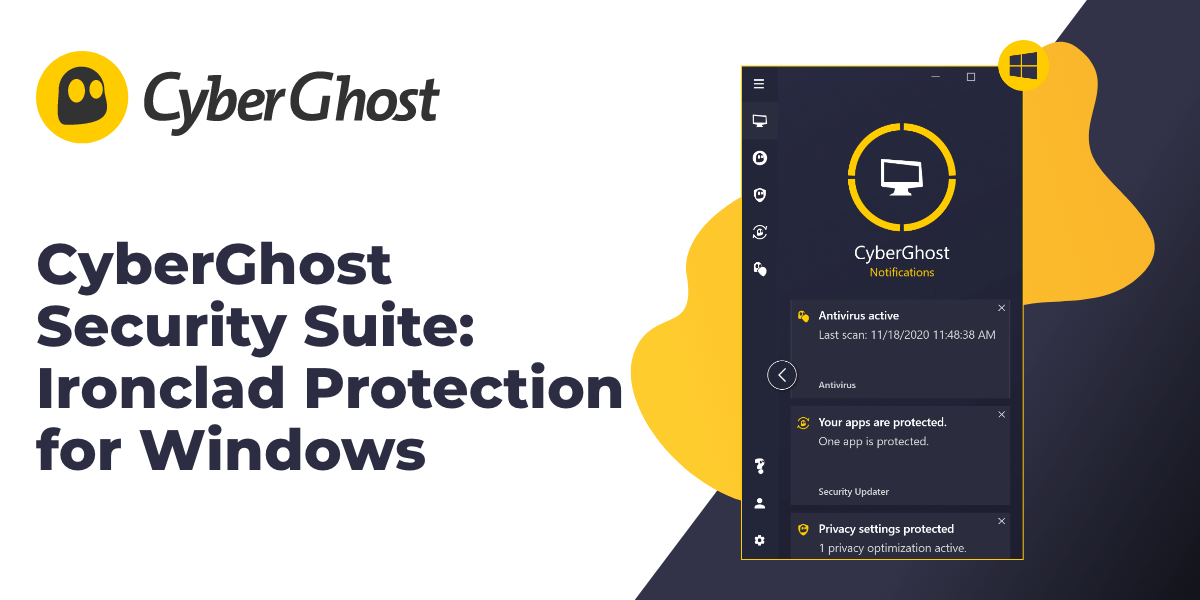 CyberGhost
CyberGhost
Security Suite:
Ironclad Protection
for Windows
CyberGhost
Notifications
Antivirus active
Last scan: 11/18/2020 11:48:38 AM
Antivirus
Your apps are protected.
One app is protected.
Security Updater
Privacy settings protected
1 privacy optimization active.